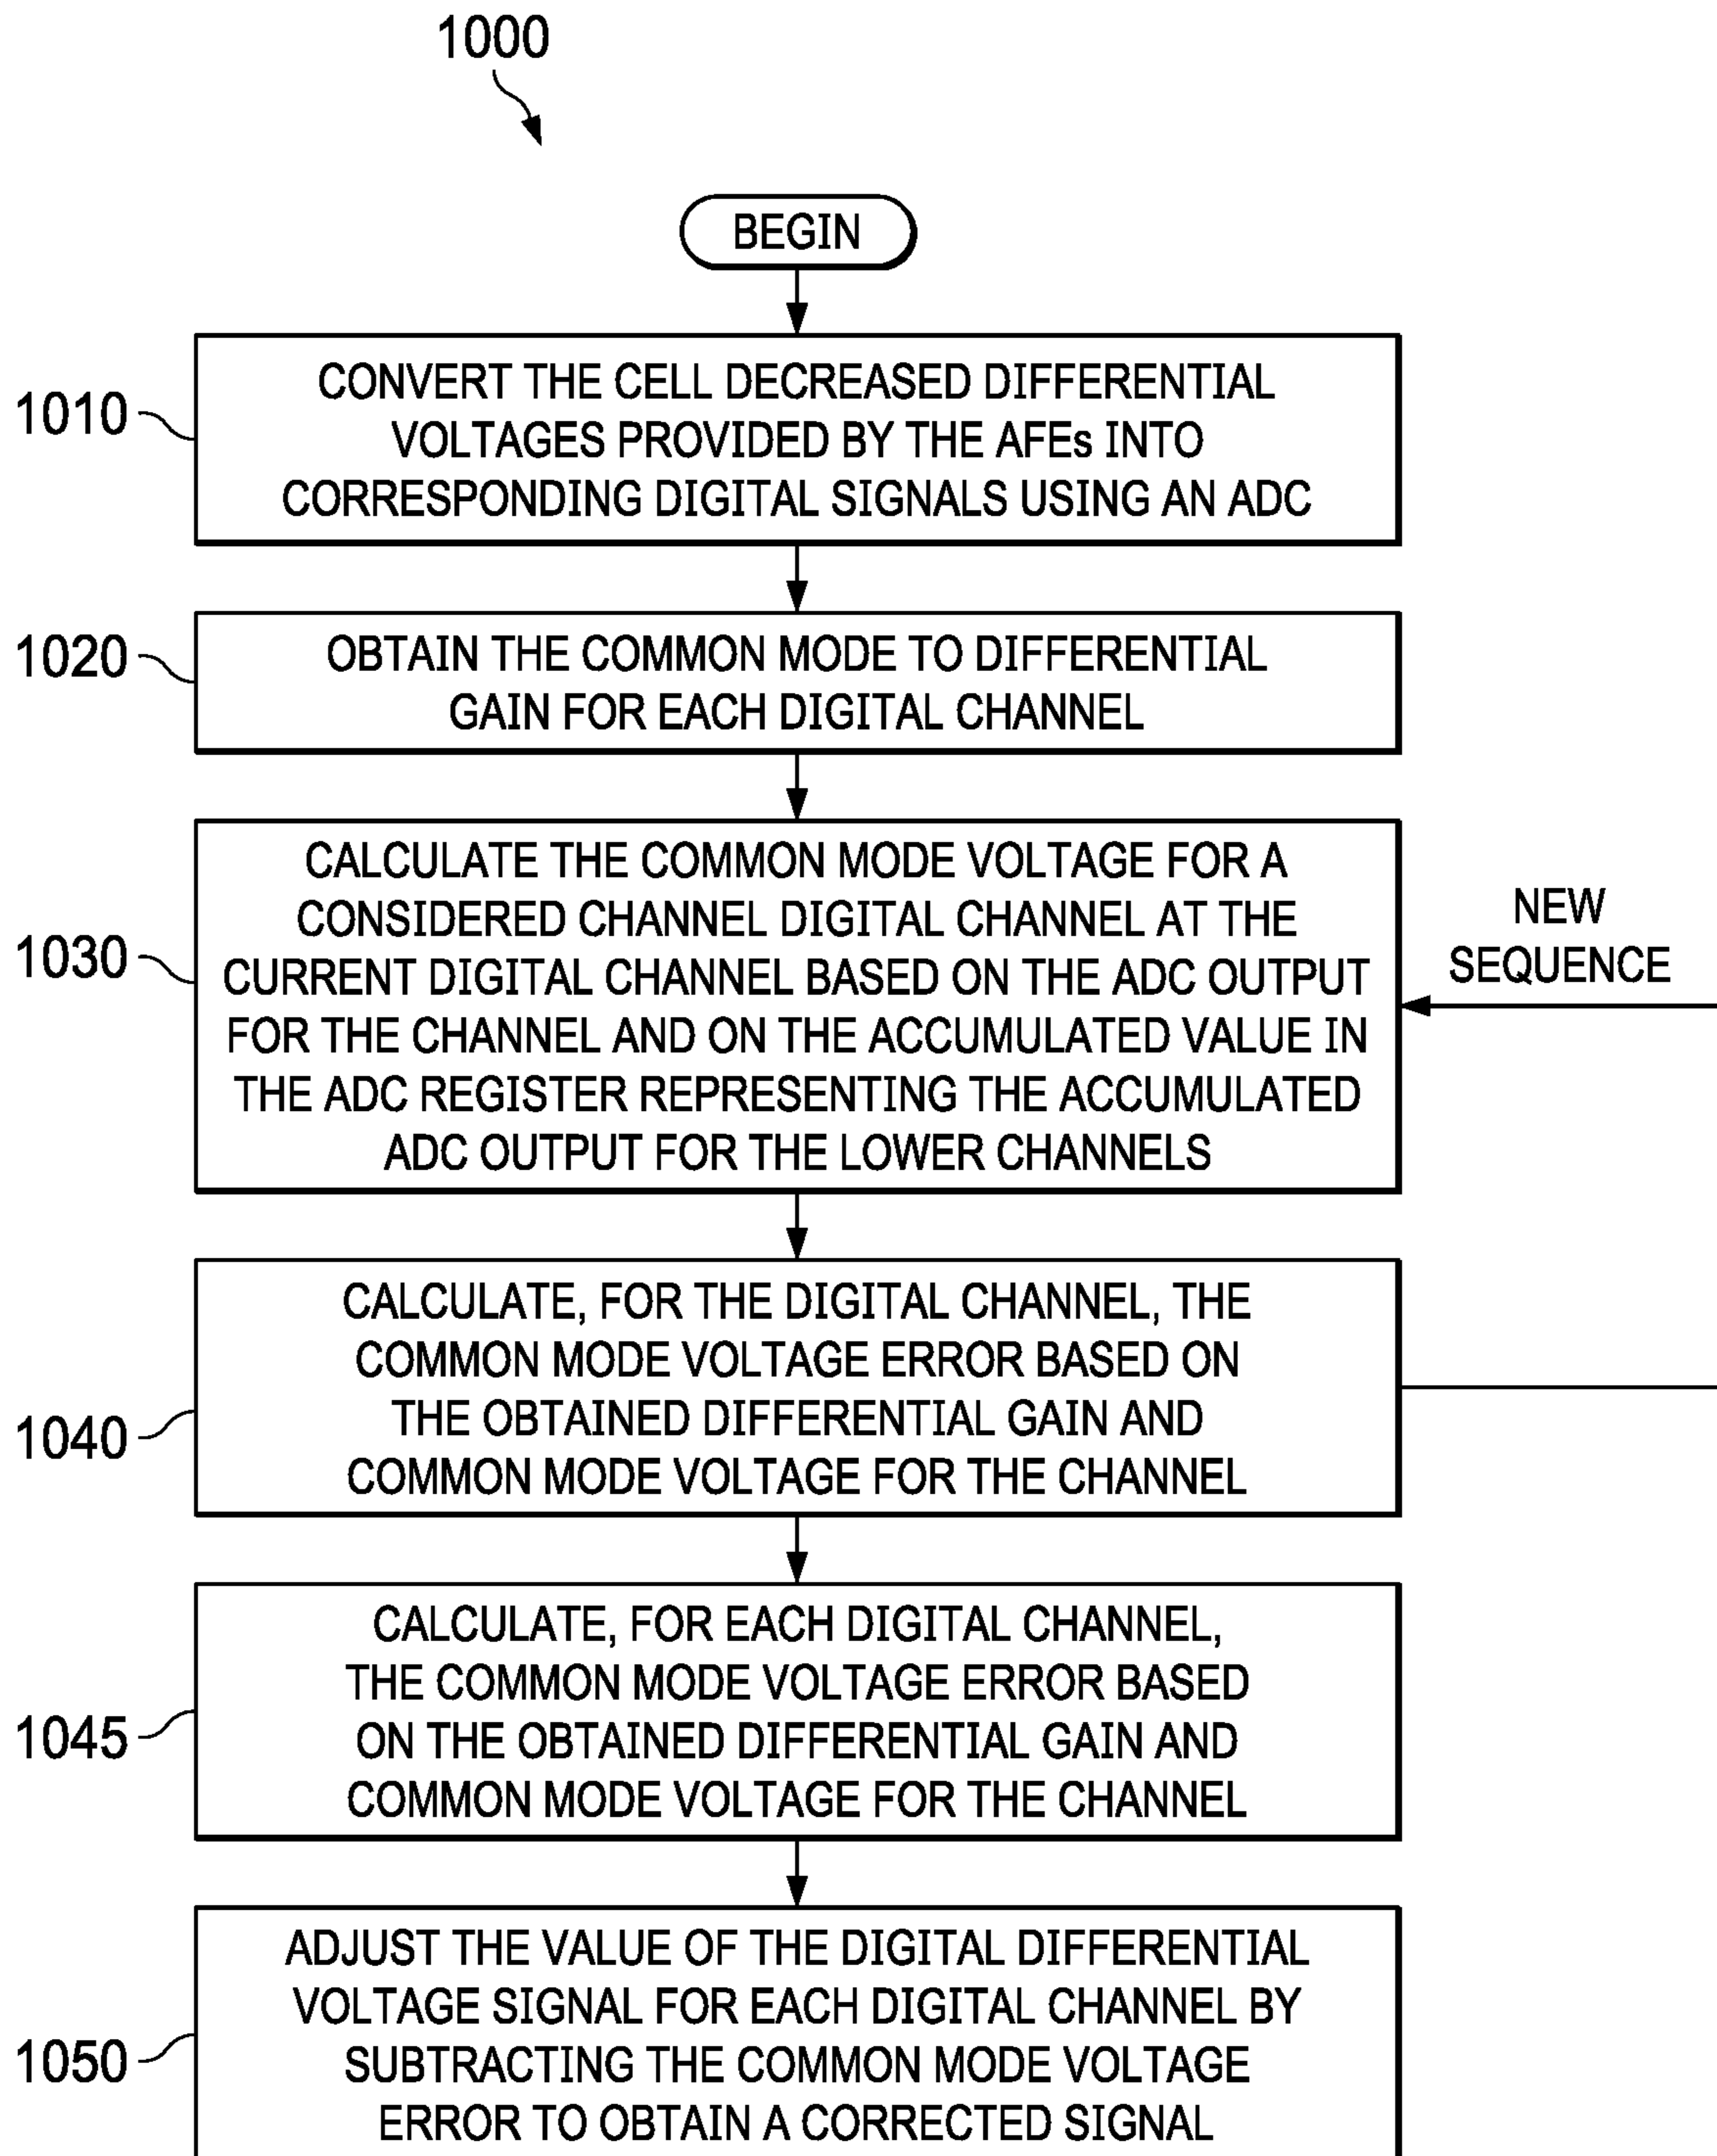 1000
BEGIN
1010
CONVERT THE CELL DECREASED DIFFERENTIAL
VOLTAGES PROVIDED BY THE AFEs INTO
CORRESPONDING DIGITAL SIGNALS USING AN ADC
1020
OBTAIN THE COMMON MODE TO DIFFERENTIAL
GAIN FOR EACH DIGITAL CHANNEL
1030
CALCULATE THE COMMON MODE VOLTAGE FOR A
CONSIDERED CHANNEL DIGITAL CHANNEL AT THE
CURRENT DIGITAL CHANNEL BASED ON THE ADC OUTPUT
FOR THE CHANNEL AND ON THE ACCUMULATED VALUE IN
THE ADC REGISTER REPRESENTING THE ACCUMULATED
ADC OUTPUT FOR THE LOWER CHANNELS
NEW
SEQUENCE
1040
CALCULATE, FOR THE DIGITAL CHANNEL, THE
COMMON MODE VOLTAGE ERROR BASED ON
THE OBTAINED DIFFERENTIAL GAIN AND
COMMON MODE VOLTAGE FOR THE CHANNEL
1045
CALCULATE, FOR EACH DIGITAL CHANNEL,
THE COMMON MODE VOLTAGE ERROR BASED
ON THE OBTAINED DIFFERENTIAL GAIN AND
COMMON MODE VOLTAGE FOR THE CHANNEL
1050
ADJUST THE VALUE OF THE DIGITAL DIFFERENTIAL
VOLTAGE SIGNAL FOR EACH DIGITAL CHANNEL BY
SUBTRACTING THE COMMON MODE VOLTAGE
ERROR TO OBTAIN A CORRECTED SIGNAL